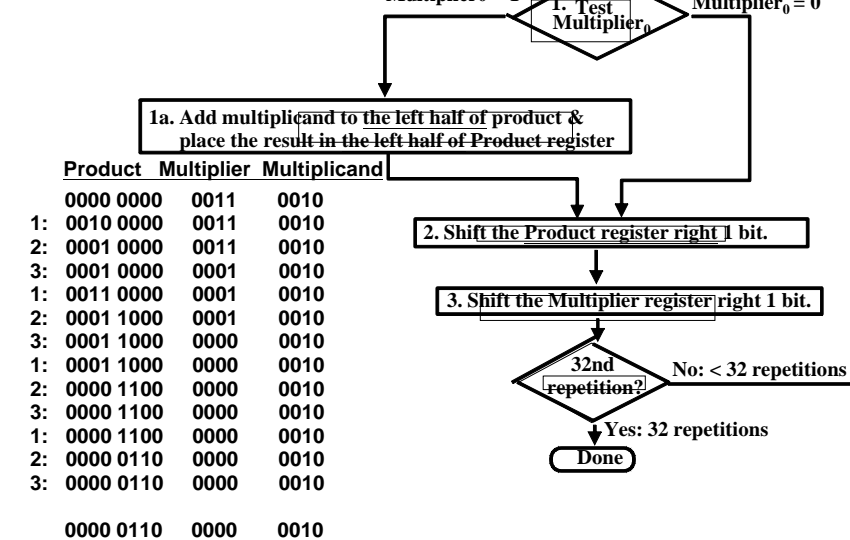 Multiplier0 = 0
1. Test
Multiplier0
1a. Add multiplicand to the left half of product &
place the result in the left half of Product register
Product Multiplier Multiplicand
0000 0000 0011 0010
1: 0010 0000 0011 0010
2: 0001 0000 0011 0010
3: 0001 0000 0001 0010
1: 0011 0000 0001 0010
2: 0001 1000 0001 0010
3: 0001 1000 0000 0010
1: 0001 1000 0000 0010
2: 0000 1100 0000 0010
3: 0000 1100 0000 0010
1: 0000 1100 0000 0010
2: 0000 0110 0000 0010
3: 0000 0110 0000 0010
0000 0110 0000 0010
2. Shift the Product register right 1 bit.
3. Shift the Multiplier register right 1 bit.
32nd
repetition?
No: < 32 repetitions
Yes: 32 repetitions
Done